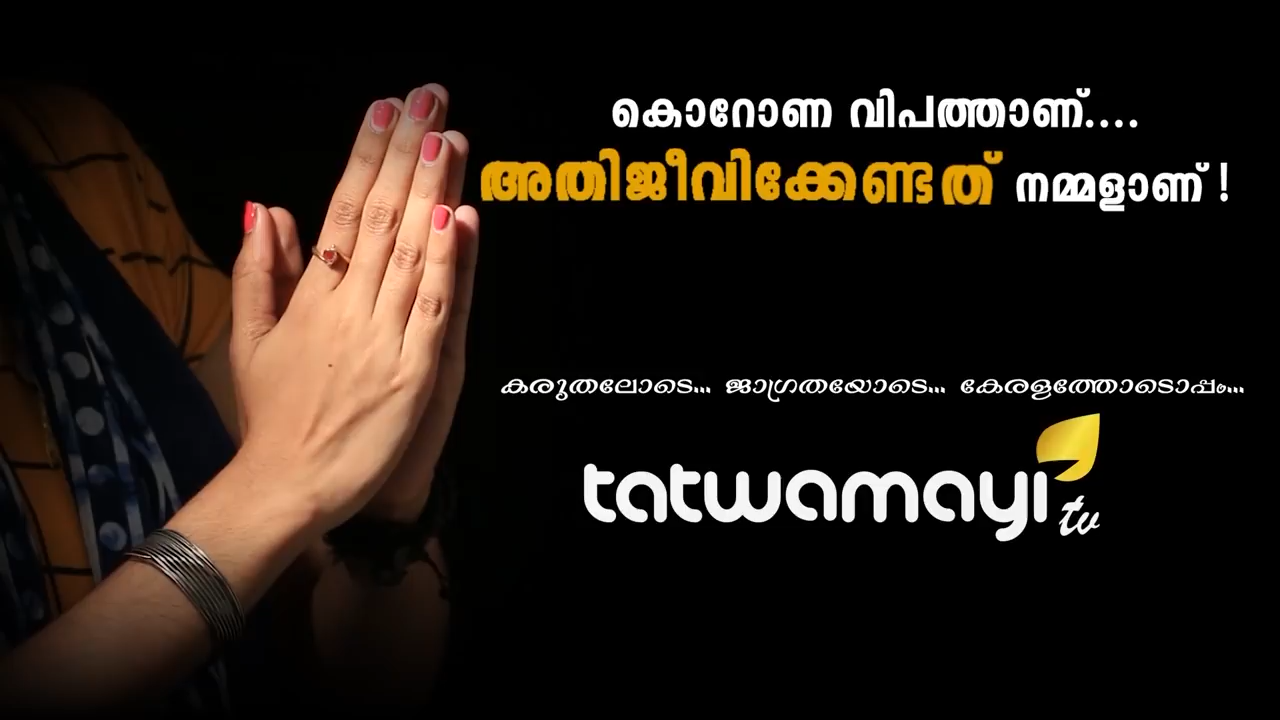 കൊറോണ വിപത്താണ്....
അതിജീവിക്കേണ്ടത് നമ്മളാണ് !
കരുതലോടെ... ജാഗ്രതയോടെ... കേരളത്തോടൊപ്പം...
tatwamayi
tv